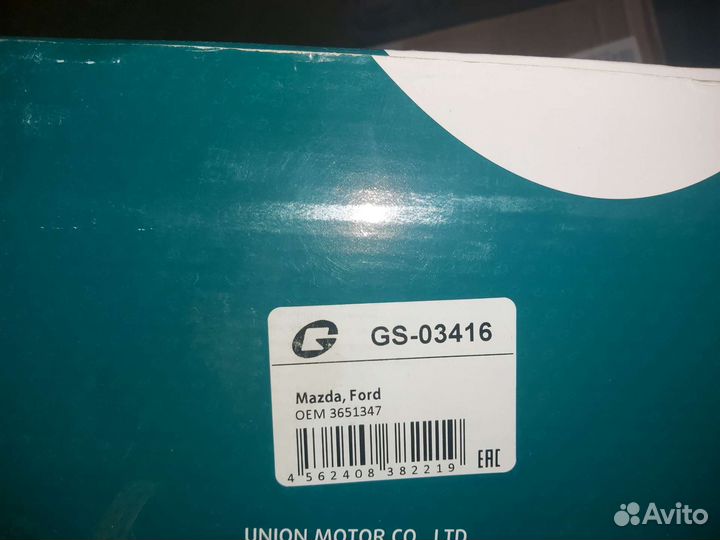 GS-03416
Mazda, Ford
OEM 3651347
4 562408 382219
EAC
UNION MOTOR CO., LTD
Avito